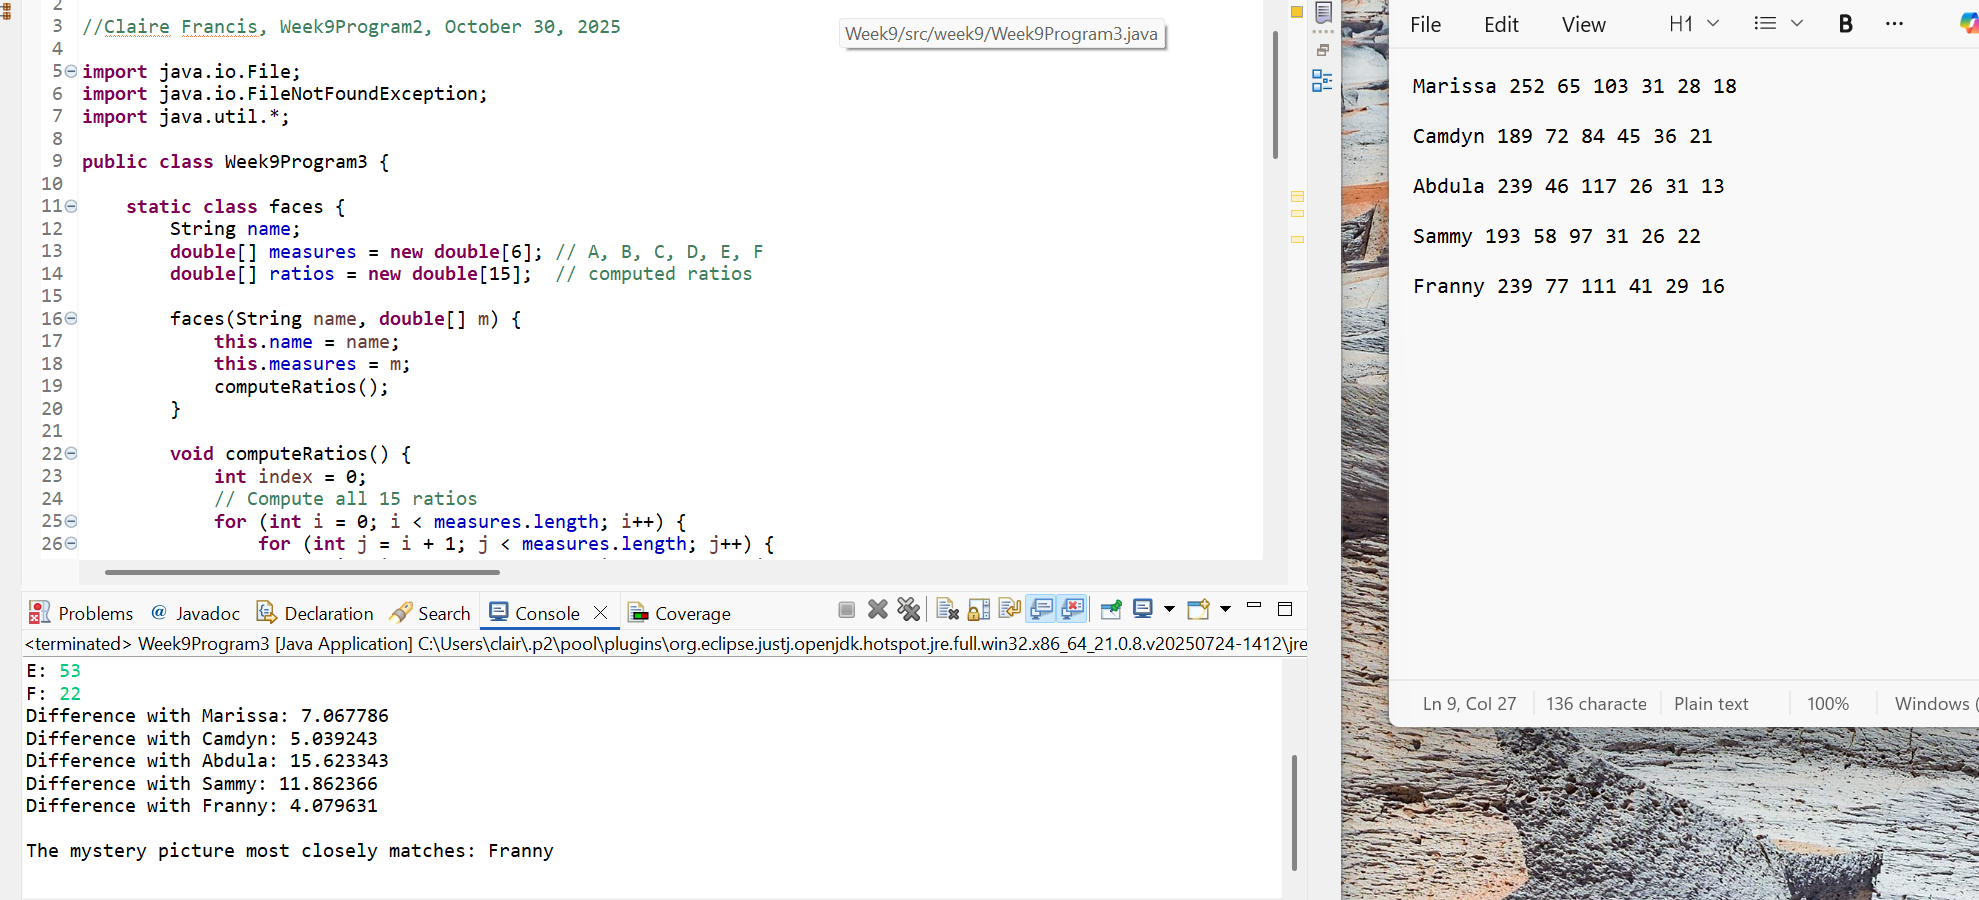 2
3 //Claire Francis, Week9Program2, October 30, 2025
Week9/src/week9/Week9Program3.java
4
5 import java.io.File;
6 import java.io.FileNotFoundException;
7 import java.util.*;
8
9 public class Week9Program3 {
10
11 static class faces {
12 String name;
13 double[] measures = new double[6]; // A, B, C, D, E, F
14 double[] ratios = new double[15]; // computed ratios
15
16 faces(String name, double[] m) {
17 this.name = name;
18 this.measures = m;
19 computeRatios();
20 }
21
22 void computeRatios() {
23 int index = 0;
24 // Compute all 15 ratios
25 for (int i = 0; i < measures.length; i++) {
26 for (int j = i + 1; j < measures.length; j++) {
Problems @ Javadoc Declaration Search Console Coverage
<terminated> Week9Program3 [Java Application] C:\Users\clair\.p2\pool\plugins\org.eclipse.justj.openjdk.hotspot.jre.full.win32.x86_64_21.0.8.v20250724-1412\jre
E: 53
F: 22
Difference with Marissa: 7.067786
Difference with Camdyn: 5.039243
Difference with Abdula: 15.623343
Difference with Sammy: 11.862366
Difference with Franny: 4.079631
The mystery picture most closely matches: Franny
File Edit View H1 B ...
Marissa 252 65 103 31 28 18
Camdyn 189 72 84 45 36 21
Abdula 239 46 117 26 31 13
Sammy 193 58 97 31 26 22
Franny 239 77 111 41 29 16
Ln 9, Col 27 136 characte Plain text 100% Windows (